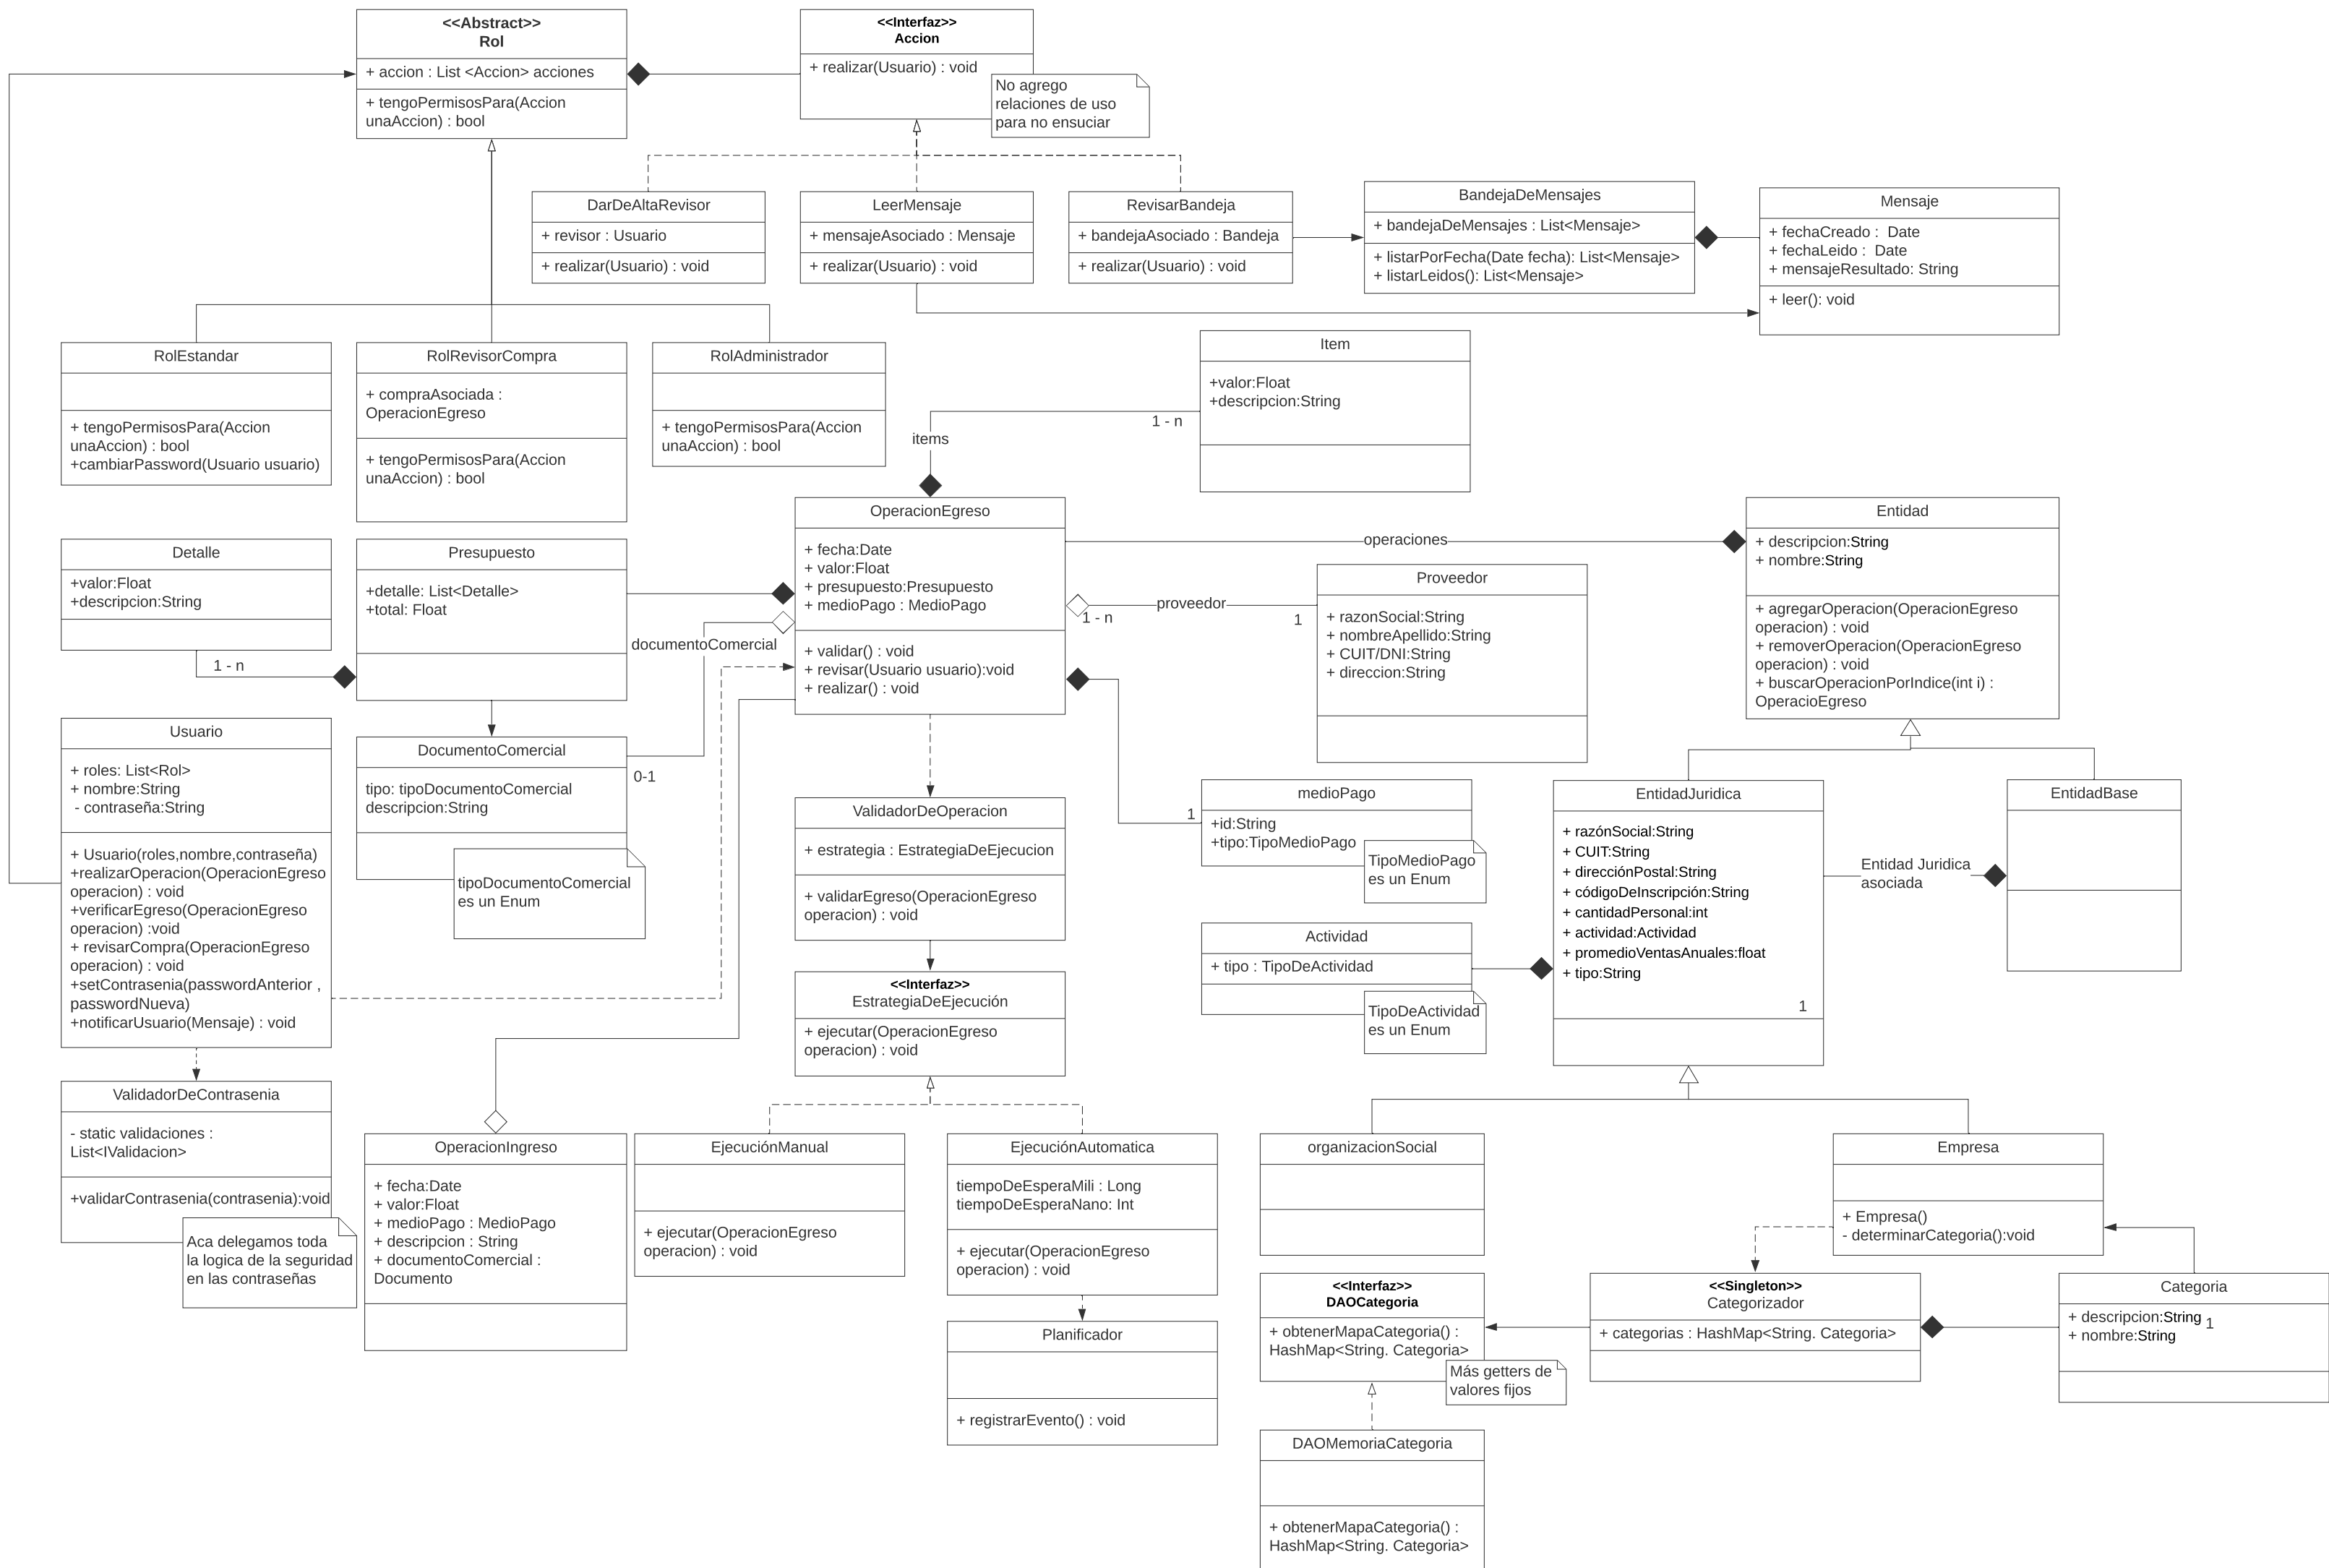 <<Abstract>>
Rol
+ accion : List <Accion> acciones
+ tengoPermisosPara(Accion
unaAccion) : bool
<<Interfaz>>
Accion
+ realizar(Usuario) : void
No agrego
relaciones de uso
para no ensuciar
DarDeAltaRevisor
+ revisor : Usuario
+ realizar(Usuario) : void
LeerMensaje
+ mensajeAsociado : Mensaje
+ realizar(Usuario) : void
RevisarBandeja
+ bandejaAsociado : Bandeja
+ realizar(Usuario) : void
BandejaDeMensajes
+ bandejaDeMensajes : List<Mensaje>
+ listarPorFecha(Date fecha): List<Mensaje>
+ listarLeidos(): List<Mensaje>
Mensaje
+ fechaCreado :  Date
+ fechaLeido :  Date
+ mensajeResultado: String
+ leer(): void
RolEstandar
+ tengoPermisosPara(Accion
unaAccion) : bool
+cambiarPassword(Usuario usuario)
RolRevisorCompra
+ compraAsociada :
OperacionEgreso
+ tengoPermisosPara(Accion
unaAccion) : bool
RolAdministrador
+ tengoPermisosPara(Accion
unaAccion) : bool
Item
+valor:Float
+descripcion:String
1 - n
items
Detalle
+valor:Float
+descripcion:String
1 - n
Presupuesto
+detalle: List<Detalle>
+total: Float
OperacionEgreso
+ fecha:Date
+ valor:Float
+ presupuesto:Presupuesto
+ medioPago : MedioPago
+ validar() : void
+ revisar(Usuario usuario):void
+ realizar() : void
operaciones
proveedor
1 - n
1
documentoComercial
0-1
Proveedor
+ razonSocial:String
+ nombreApellido:String
+ CUIT/DNI:String
+ direccion:String
Entidad
+ descripcion:String
+ nombre:String
+ agregarOperacion(OperacionEgreso
operacion) : void
+ removerOperacion(OperacionEgreso
operacion) : void
+ buscarOperacionPorIndice(int i) :
OperacioEgreso
Usuario
+ roles: List<Rol>
+ nombre:String
- contraseña:String
+ Usuario(roles,nombre,contraseña)
+realizarOperacion(OperacionEgreso
operacion) : void
+verificarEgreso(OperacionEgreso
operacion) :void
+ revisarCompra(OperacionEgreso
operacion) : void
+setContrasenia(passwordAnterior ,
passwordNueva)
+notificarUsuario(Mensaje) : void
DocumentoComercial
tipo: tipoDocumentoComercial
descripcion:String
tipoDocumentoComercial
es un Enum
ValidadorDeOperacion
+ estrategia : EstrategiaDeEjecucion
+ validarEgreso(OperacionEgreso
operacion) : void
1
medioPago
+id:String
+tipo:TipoMedioPago
TipoMedioPago
es un Enum
EntidadJuridica
+ razónSocial:String
+ CUIT:String
+ direcciónPostal:String
+ códigoDeInscripción:String
+ cantidadPersonal:int
+ actividad:Actividad
+ promedioVentasAnuales:float
+ tipo:String
1
Entidad Juridica
asociada
EntidadBase
Actividad
+ tipo : TipoDeActividad
TipoDeActividad
es un Enum
<<Interfaz>>
EstrategiaDeEjecución
+ ejecutar(OperacionEgreso
operacion) : void
ValidadorDeContrasenia
- static validaciones :
List<IValidacion>
+validarContrasenia(contrasenia):void
Aca delegamos toda
la logica de la seguridad
en las contraseñas
OperacionIngreso
+ fecha:Date
+ valor:Float
+ medioPago : MedioPago
+ descripcion : String
+ documentoComercial :
Documento
EjecuciónManual
+ ejecutar(OperacionEgreso
operacion) : void
EjecuciónAutomatica
tiempoDeEsperaMili : Long
tiempoDeEsperaNano: Int
+ ejecutar(OperacionEgreso
operacion) : void
Planificador
+ registrarEvento() : void
organizacionSocial
Empresa
+ Empresa()
- determinarCategoria():void
<<Interfaz>>
DAOCategoria
+ obtenerMapaCategoria() :
HashMap<String. Categoria>
Más getters de
valores fijos
<<Singleton>>
Categorizador
+ categorias : HashMap<String. Categoria>
Categoria
+ descripcion:String
+ nombre:String
1
DAOMemoriaCategoria
+ obtenerMapaCategoria() :
HashMap<String. Categoria>